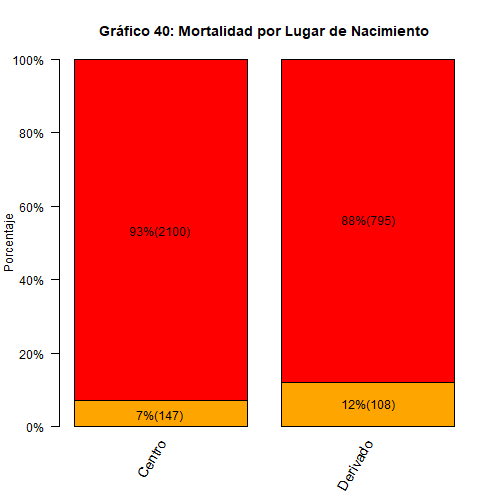 Gráfico 40: Mortalidad por Lugar de Nacimiento
Porcentaje
100%
80%
60%
40%
20%
0%
93%(2100)
7%(147)
88%(795)
12%(108)
Centro
Derivado